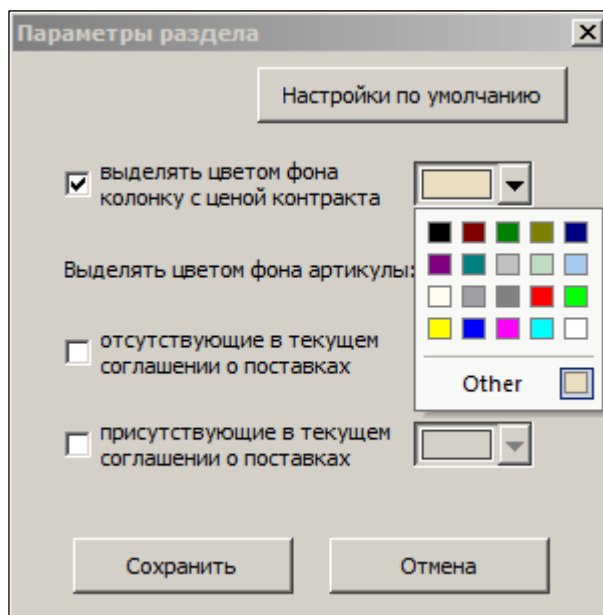 Параметры раздела
Настройки по умолчанию
выделять цветом фона
колонку с ценой контракта
Выделять цветом фона артикулы:
отсутствующие в текущем
соглашении о поставках
Other
присутствующие в текущем
соглашении о поставках
Сохранить
Отмена